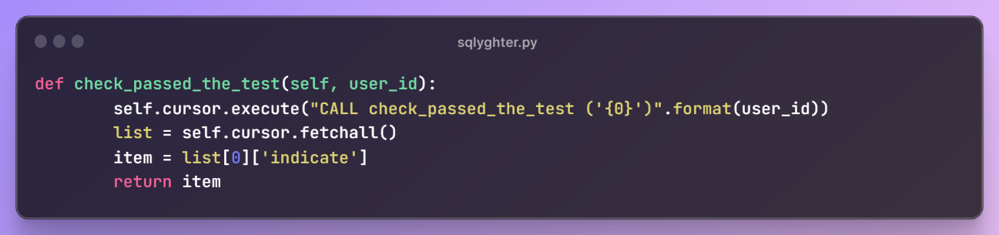 sqlyghter.py
def check_passed_the_test(self, user_id):
        self.cursor.execute("CALL check_passed_the_test ('{0}')".format(user_id))
        list = self.cursor.fetchall()
        item = list[0]['indicate']
        return item